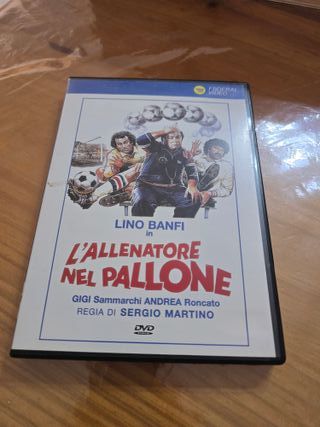 FEDERAL
VIDEO
LINO BANFI
in
L'ALLENATORE
NEL PALLONE
GIGI Sammarchi ANDREA Roncato
REGIA DI SERGIO MARTINO
DVD